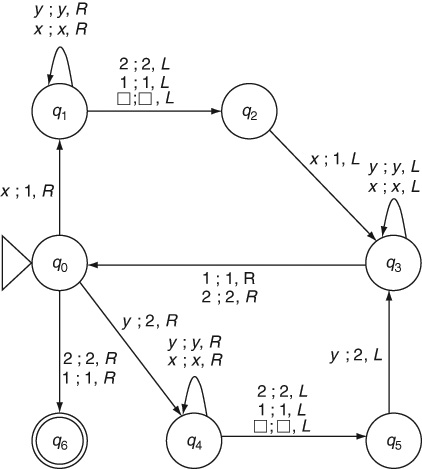 y ; y, R
x ; x, R
2 ; 2, L
1 ; 1, L
□ ; □ , L
q1
q2
x ; 1, L
y ; y, L
x ; x, L
x ; 1, R
q0
q3
1 ; 1, R
2 ; 2, R
y ; 2, R
y ; y, R
x ; x, R
2 ; 2, R
1 ; 1, R
y ; 2, L
2 ; 2, L
1 ; 1, L
□ ; □, L
q6
q4
q5